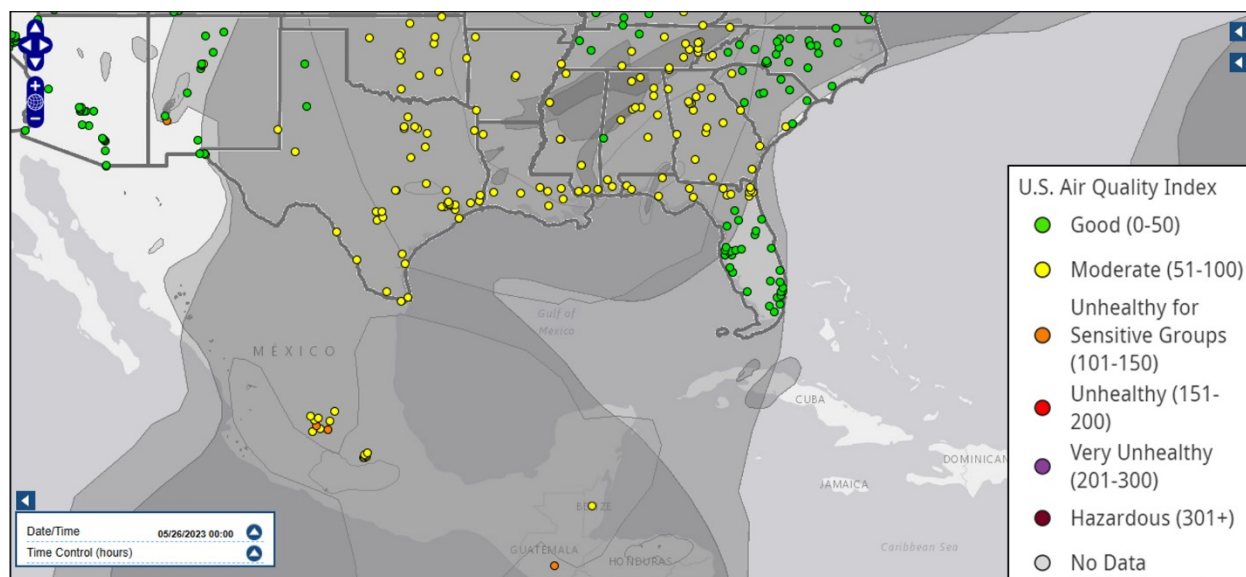 U.S. Air Quality Index
Good (0-50)
Moderate (51-100)
Unhealthy for
Sensitive Groups
(101-150)
Unhealthy (151-
200)
Very Unhealthy
(201-300)
Hazardous (301+)
No Data
Gulf of
Mexico
MÉXICO
CUBA
DOMINICAN
JAMAICA
BELIZE
GUATEMALA
HONDURAS
Caribbean Sea
Date/Time 05/26/2023 00:00
Time Control (hours)